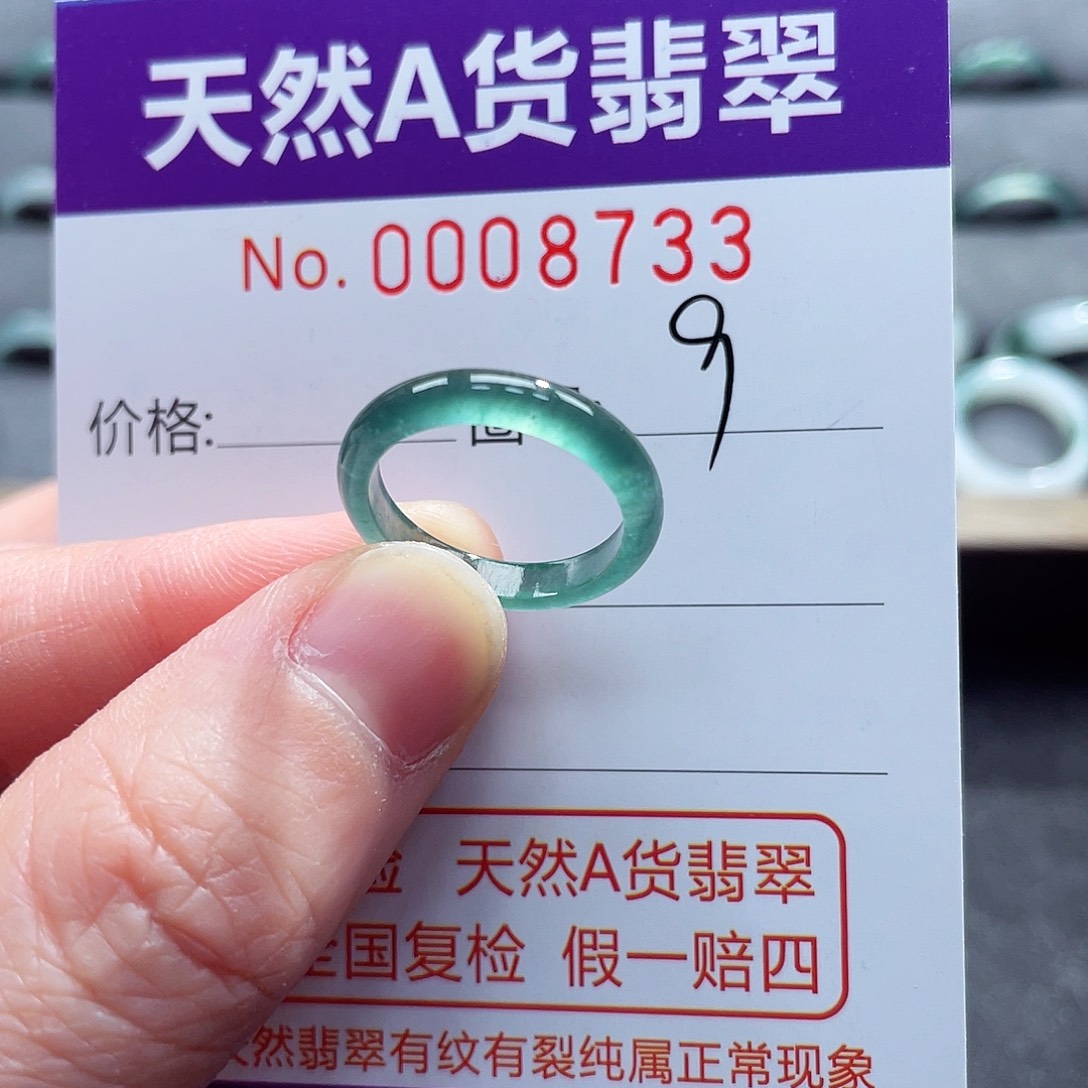 天然A货翡翠
No. 0008733
9
价格:
检 天然A货翡翠
全国复检 假一赔四
天然翡翠有纹有裂纯属正常现象